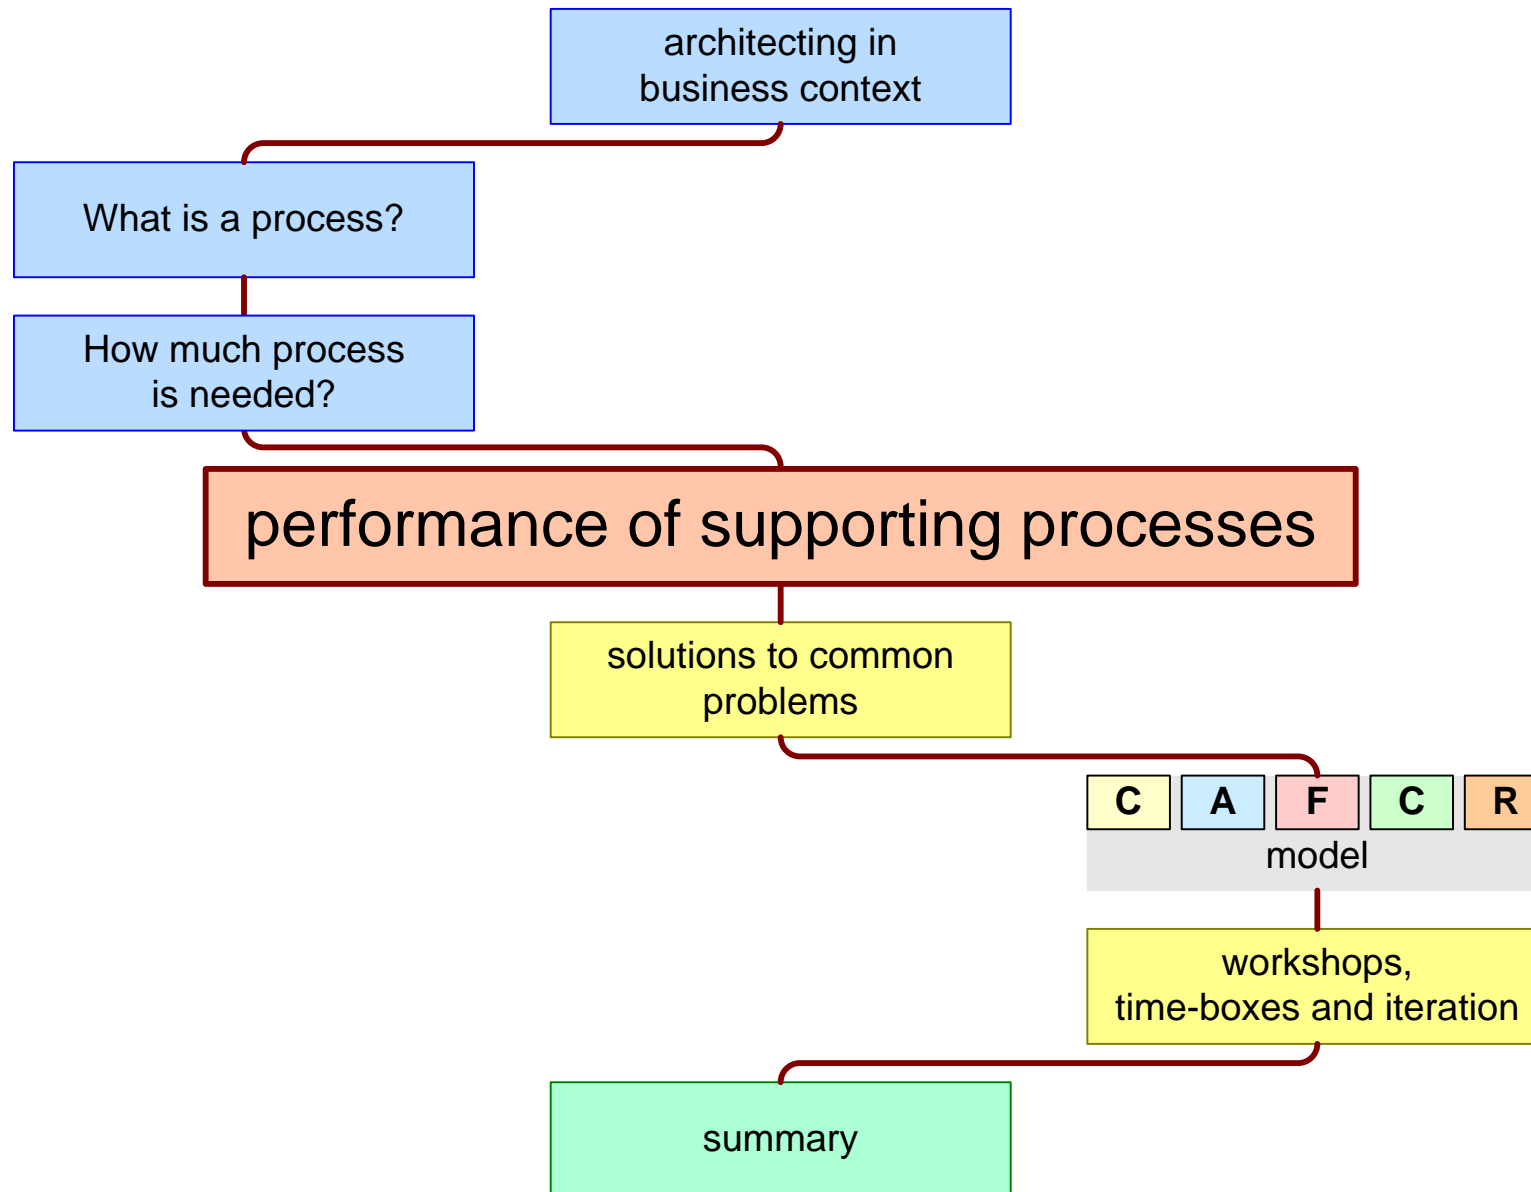 architecting in
business context
What is a process?
How much process
is needed?
performance of supporting processes
solutions to common
problems
C A F C R
model
workshops,
time-boxes and iteration
summary